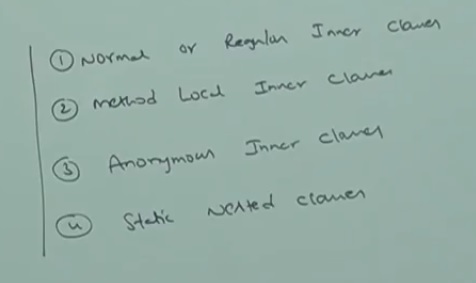 ① Normal or Regular Inner Classes
② Method Local Inner Classes
③ Anonymous Inner Classes
④ Static Nested Classes